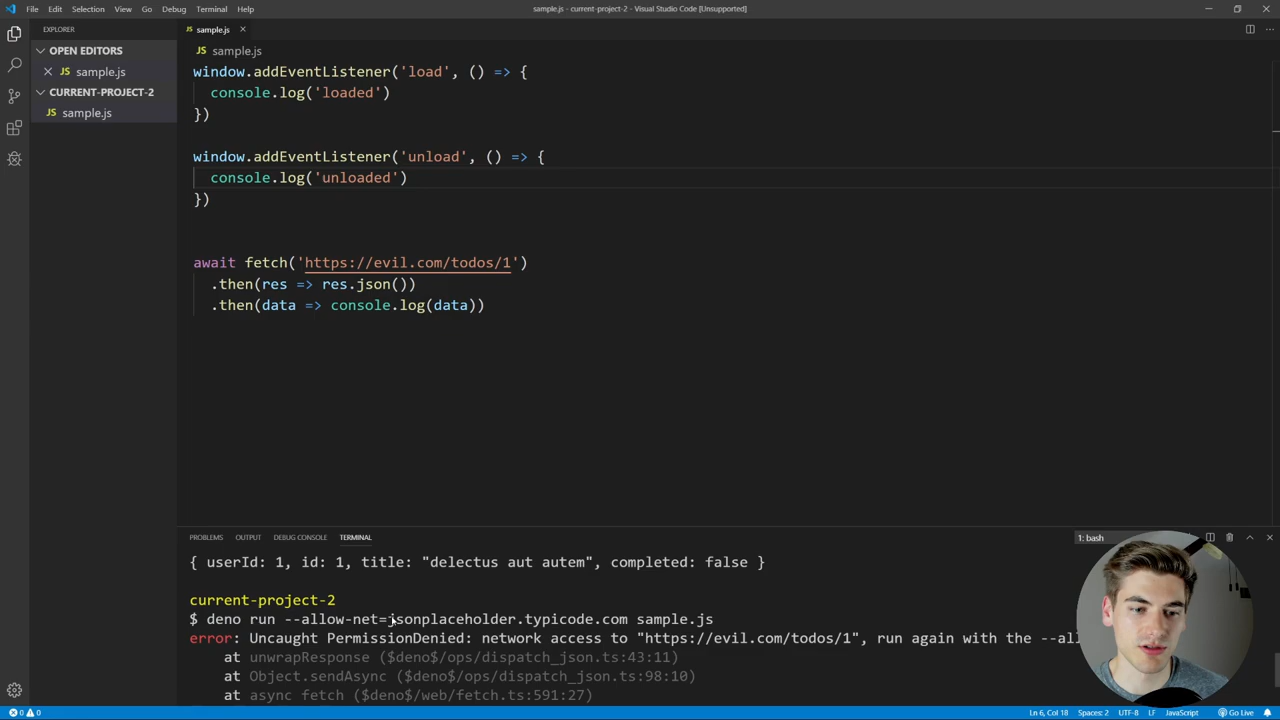 File Edit Selection View Go Debug Terminal Help
sample.js - current-project-2 - Visual Studio Code [Unsupported]
EXPLORER
OPEN EDITORS
JS sample.js
CURRENT-PROJECT-2
JS sample.js
JS sample.js
JS sample.js
window.addEventListener('load', () => {
console.log('loaded')
})
window.addEventListener('unload', () => {
console.log('unloaded')
})
await fetch('https://evil.com/todos/1')
.then(res => res.json())
.then(data => console.log(data))
PROBLEMS OUTPUT DEBUG CONSOLE TERMINAL
1: bash
{ userId: 1, id: 1, title: "delectus aut autem", completed: false }
current-project-2
$ deno run --allow-net=jsonplaceholder.typicode.com sample.js
error: Uncaught PermissionDenied: network access to "https://evil.com/todos/1", run again with the --al
at unwrapResponse ($deno$/ops/dispatch_json.ts:43:11)
at Object.sendAsync ($deno$/ops/dispatch_json.ts:98:10)
at async fetch ($deno$/web/fetch.ts:591:27)
0 0
Ln 6, Col 18 Spaces: 2 UTF-8 LF JavaScript Go Live